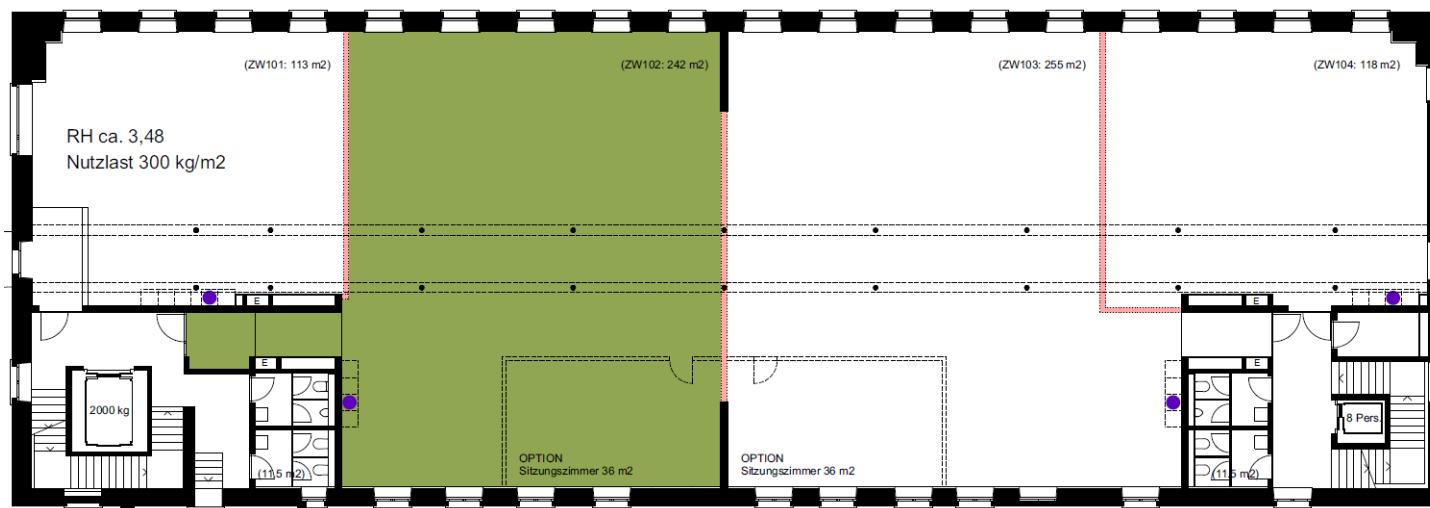 (ZW101: 113 m2)
(ZW102: 242 m2)
(ZW103: 255 m2)
(ZW104: 118 m2)
RH ca. 3,48
Nutzlast 300 kg/m2
E
E
E
E
2000 kg
8 Pers.
OPTION
Sitzungszimmer 36 m2
OPTION
Sitzungszimmer 36 m2
(11.5 m2)
(11.5 m2)